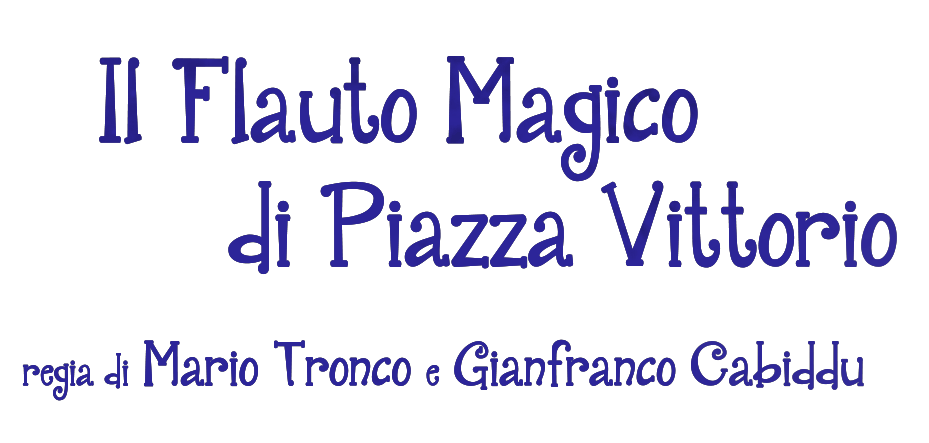 Il Flauto Magico
di Piazza Vittorio
regia di Mario Tronco e Gianfranco Cabiddu